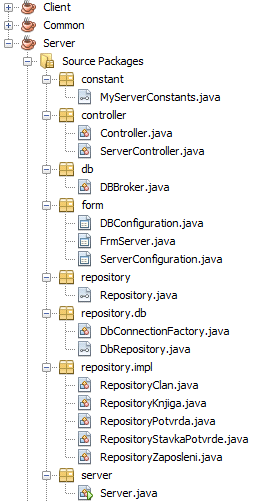 Client
Common
Server
Source Packages
constant
MyServerConstants.java
controller
Controller.java
ServerController.java
db
DBBroker.java
form
DBConfiguration.java
FrmServer.java
ServerConfiguration.java
repository
Repository.java
repository.db
DbConnectionFactory.java
DbRepository.java
repository.impl
RepositoryClan.java
RepositoryKnjiga.java
RepositoryPotvrda.java
RepositoryStavkaPotvrde.java
RepositoryZaposleni.java
server
Server.java